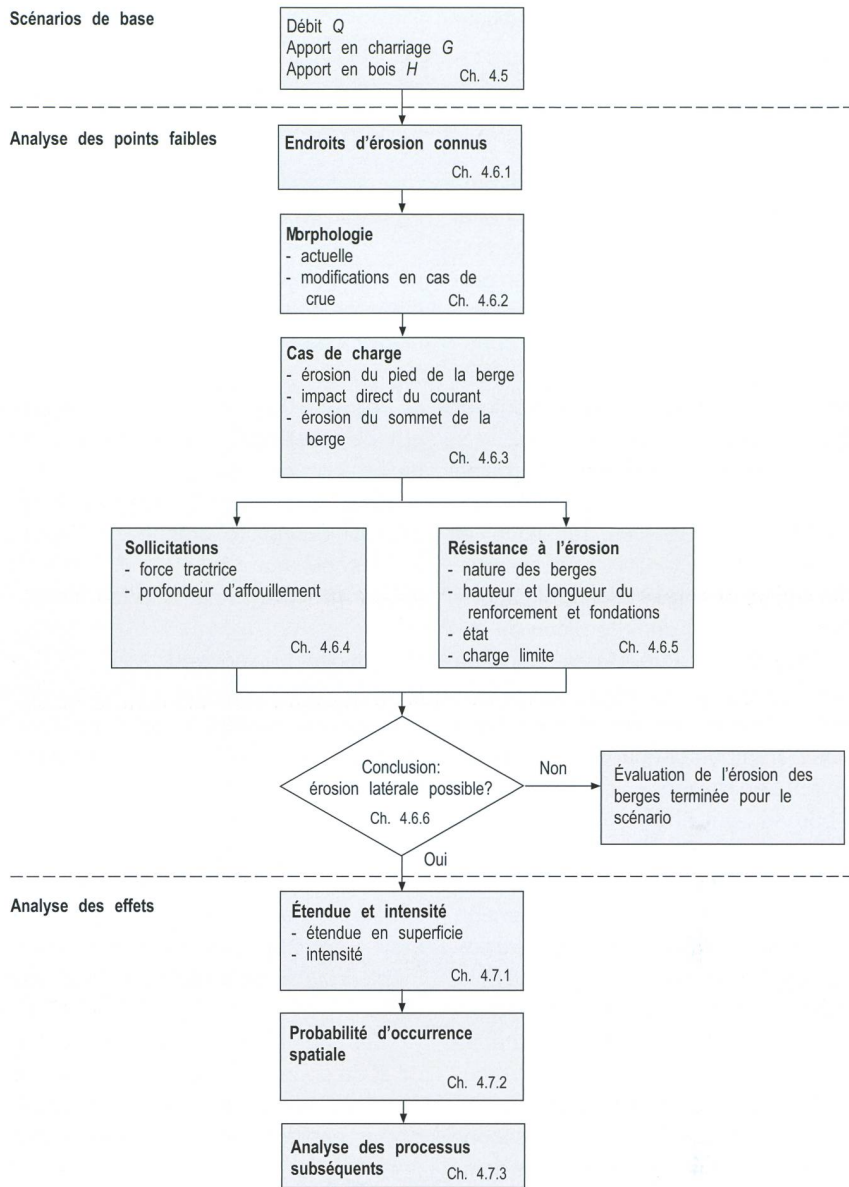 Scénarios de base
Débit Q
Apport en charriage G
Apport en bois H
Ch. 4.5
Analyse des points faibles
Endroits d'érosion connus
Ch. 4.6.1
Morphologie
- actuelle
- modifications en cas de
crue
Ch. 4.6.2
Cas de charge
- érosion du pied de la berge
- impact direct du courant
- érosion du sommet de la
berge
Ch. 4.6.3
Sollicitations
- force tractrice
- profondeur d'affouillement
Ch. 4.6.4
Résistance à l'érosion
- nature des berges
- hauteur et longueur du
renforcement et fondations
- état
Ch. 4.6.5
- charge limite
Conclusion:
érosion latérale possible?
Ch. 4.6.6
Non
Évaluation de l'érosion des
berges terminée pour le
scénario
Oui
Analyse des effets
Étendue et intensité
- étendue en superficie
- intensité
Ch. 4.7.1
Probabilité d'occurrence
spatiale
Ch. 4.7.2
Analyse des processus
subséquents
Ch. 4.7.3